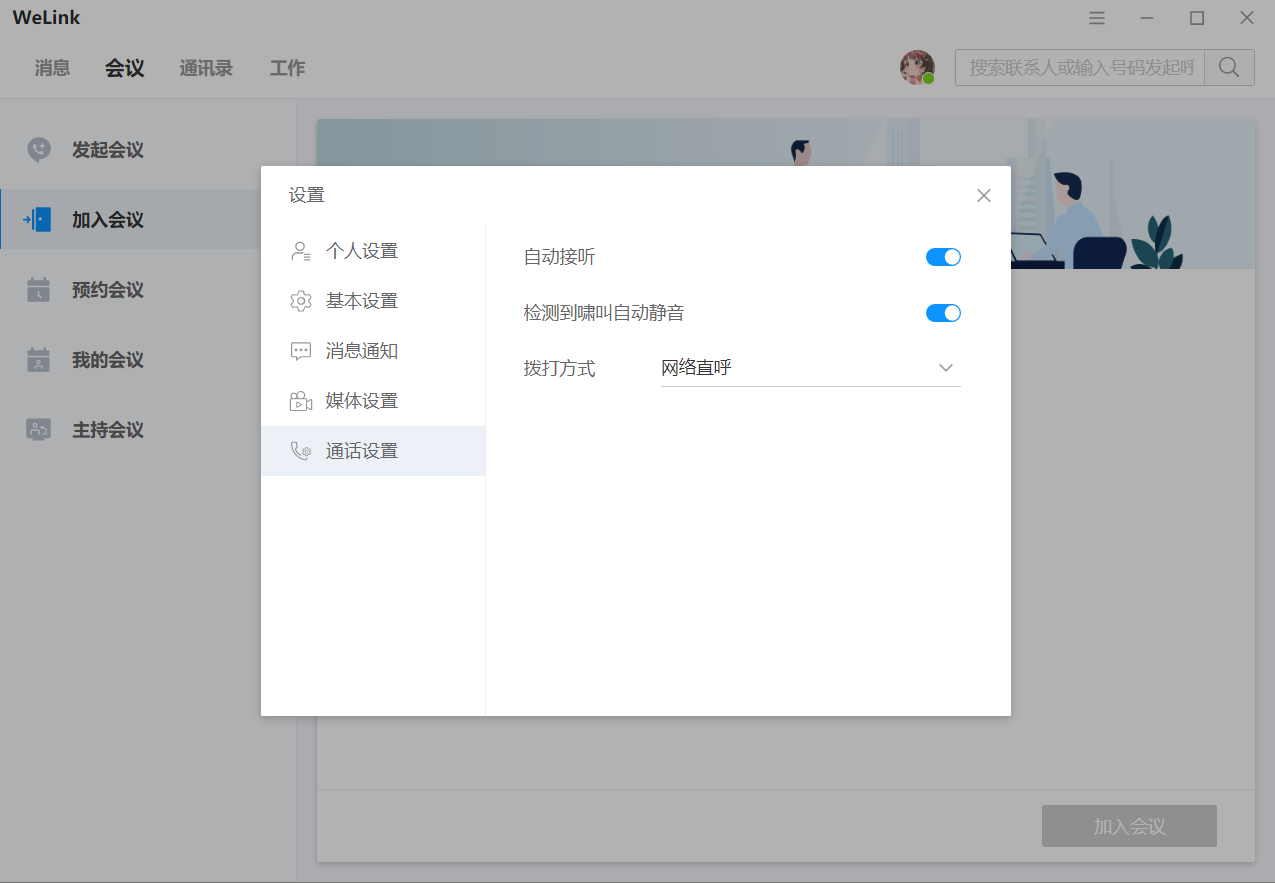 WeLink
消息 会议 通讯录 工作
搜索联系人或输入号码发起呼
发起会议
加入会议
预约会议
我的会议
主持会议
设置
个人设置
基本设置
消息通知
媒体设置
通话设置
自动接听
检测到啸叫自动静音
拨打方式 网络直呼
加入会议